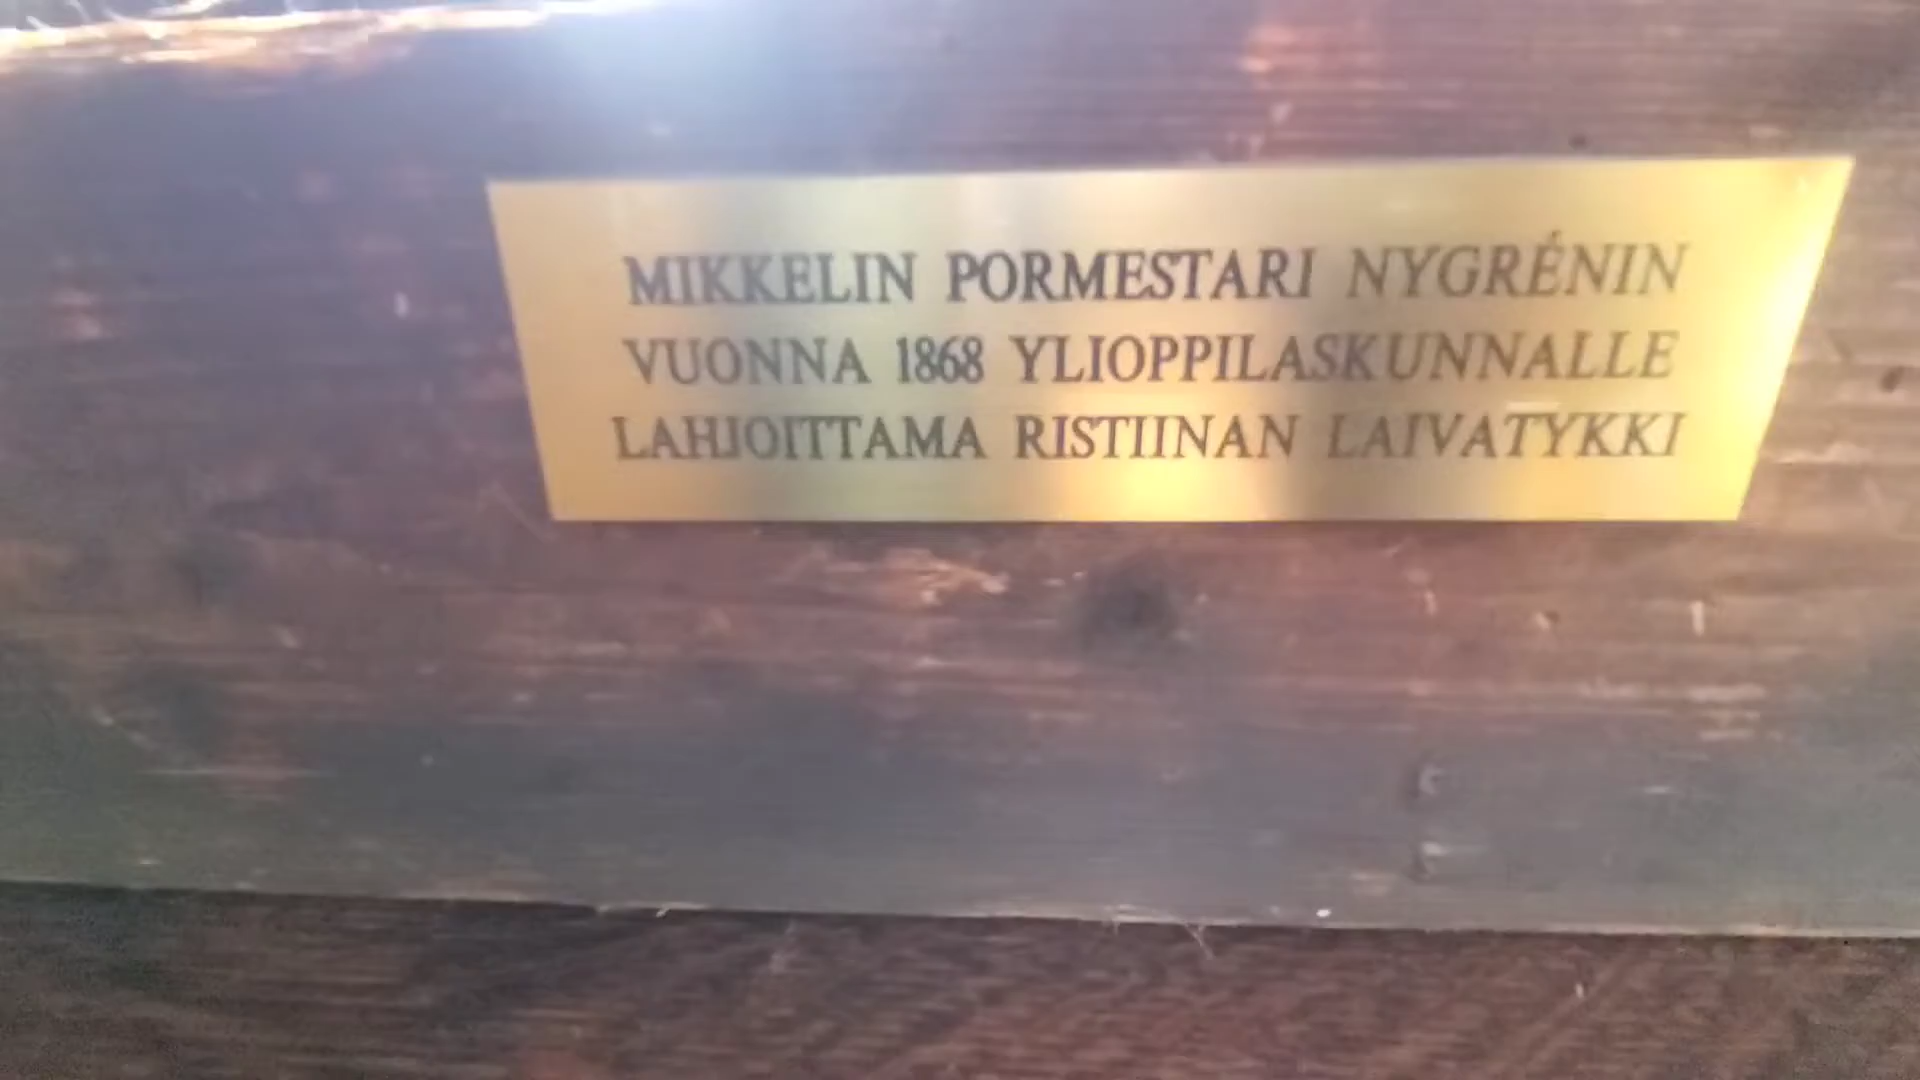 MIKKELIN PORMESTARI NYGRÉNIN
VUONNA 1868 YLIOPPILASKUNNALLE
LAHJOITTAMA RISTIINAN LAIVATYKKI